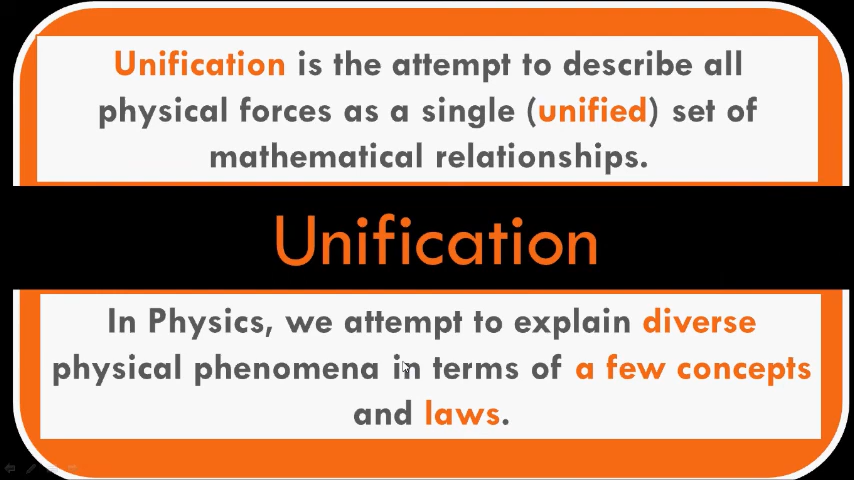 Unification is the attempt to describe all
physical forces as a single (unified) set of
mathematical relationships.
Unification
In Physics, we attempt to explain diverse
physical phenomena in terms of a few concepts
and laws.